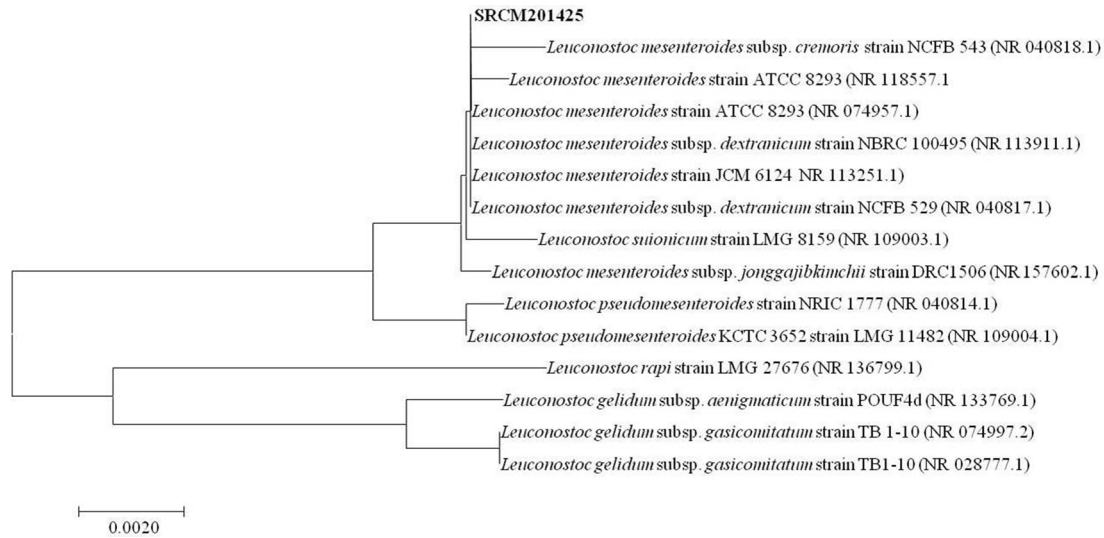 SRCM201425
Leuconostoc mesenteroides subsp. cremoris strain NCFB 543 (NR 040818.1)
Leuconostoc mesenteroides strain ATCC 8293 (NR 118557.1
Leuconostoc mesenteroides strain ATCC 8293 (NR 074957.1)
Leuconostoc mesenteroides subsp. dextranicum strain NBRC 100495 (NR 113911.1)
Leuconostoc mesenteroides strain JCM 6124 NR 113251.1)
Leuconostoc mesenteroides subsp. dextranicum strain NCFB 529 (NR 040817.1)
Leuconostoc suionicum strain LMG 8159 (NR 109003.1)
Leuconostoc mesenteroides subsp. jonggajibkimchii strain DRC1506 (NR 157602.1)
Leuconostoc pseudomesenteroides strain NRIC 1777 (NR 040814.1)
Leuconostoc pseudomesenteroides KCTC 3652 strain LMG 11482 (NR 109004.1)
Leuconostoc rapi strain LMG 27676 (NR 136799.1)
Leuconostoc gelidum subsp. aenigmaticum strain POUF4d (NR 133769.1)
Leuconostoc gelidum subsp. gasicomitatum strain TB 1-10 (NR 074997.2)
Leuconostoc gelidum subsp. gasicomitatum strain TB1-10 (NR 028777.1)
0.0020